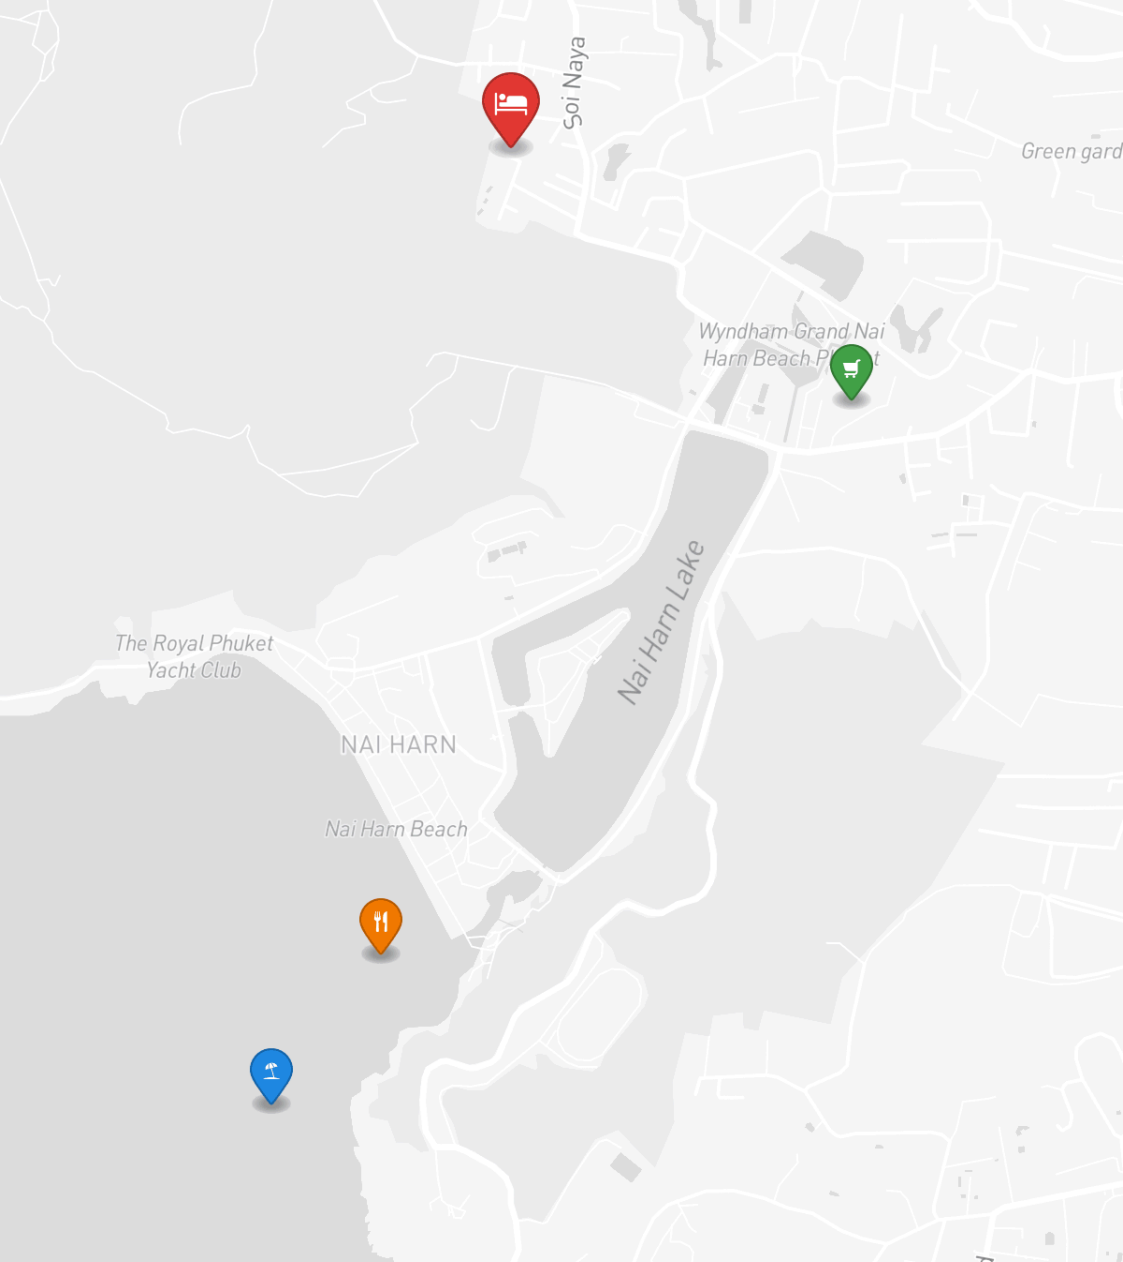 Soi Naya
Green gard
Wyndham Grand Nai
Harn Beach
Nai Harn Lake
The Royal Phuket
Yacht Club
NAI HARN
Nai Harn Beach